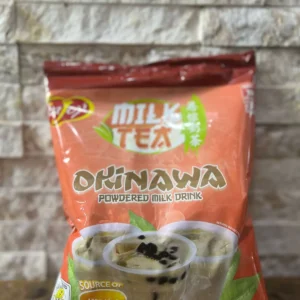 MILK
TEA
OKINAWA
POWDERED MILK DRINK
SOURCE OF